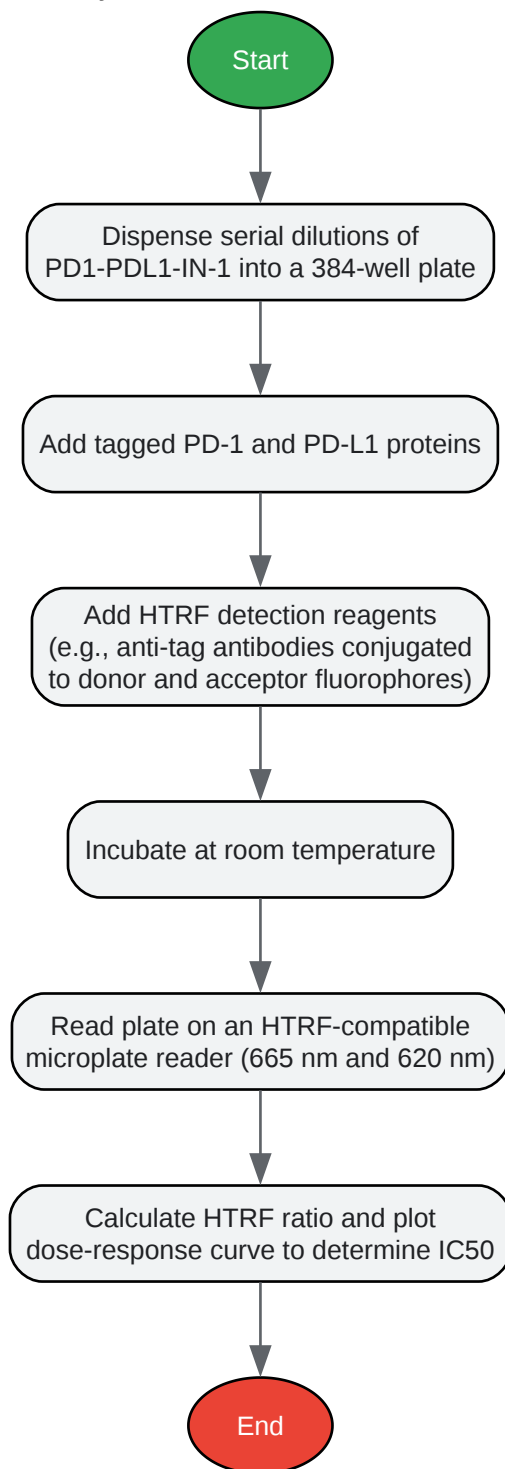 Start
Dispense serial dilutions of
PD1-PDL1-IN-1 into a 384-well plate
Add tagged PD-1 and PD-L1 proteins
Add HTRF detection reagents
(e.g., anti-tag antibodies conjugated
to donor and acceptor fluorophores)
Incubate at room temperature
Read plate on an HTRF-compatible
microplate reader (665 nm and 620 nm)
Calculate HTRF ratio and plot
dose-response curve to determine IC50
End